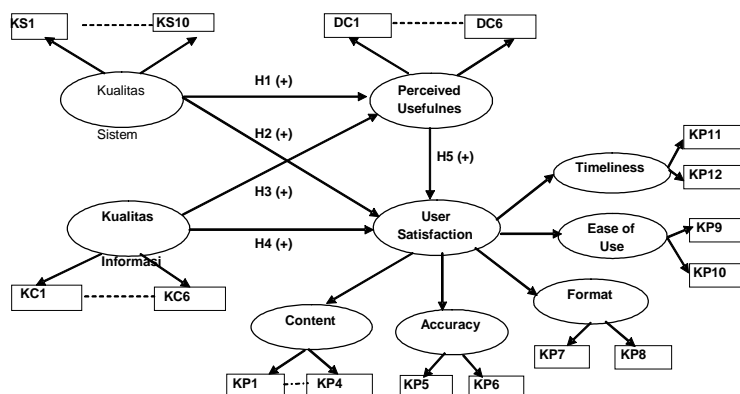 KS1
KS10
DC1
DC6
Kualitas
Sistem
H1 (+)
Perceived
Usefulnes
H2 (+)
H5 (+)
KP11
Timeliness
KP12
H3 (+)
Kualitas
Informasi
H4 (+)
User
Satisfaction
Ease of
Use
KP9
KP10
KC1
KC6
Content
Accuracy
Format
KP7
KP8
KP1
KP4
KP5
KP6